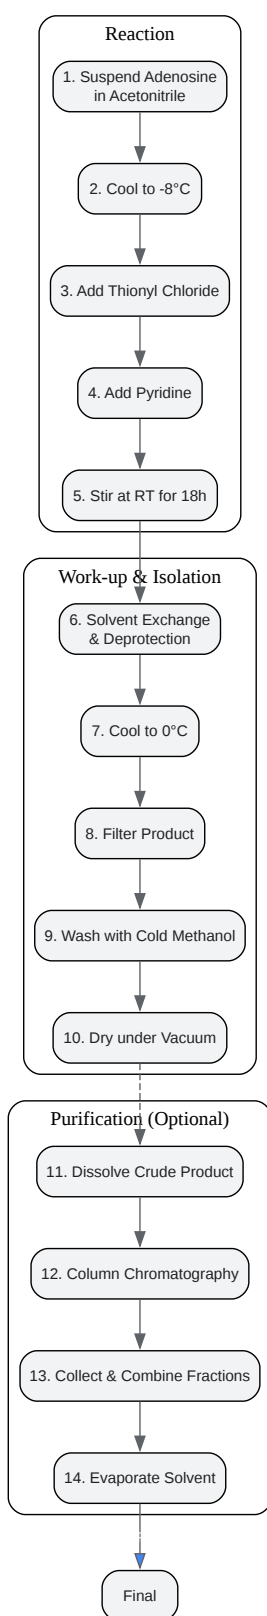 Reaction
1. Suspend Adenosine
in Acetonitrile
2. Cool to -8°C
3. Add Thionyl Chloride
4. Add Pyridine
5. Stir at RT for 18h
Work-up & Isolation
6. Solvent Exchange
& Deprotection
7. Cool to 0°C
8. Filter Product
9. Wash with Cold Methanol
10. Dry under Vacuum
Purification (Optional)
11. Dissolve Crude Product
12. Column Chromatography
13. Collect & Combine Fractions
14. Evaporate Solvent
Final